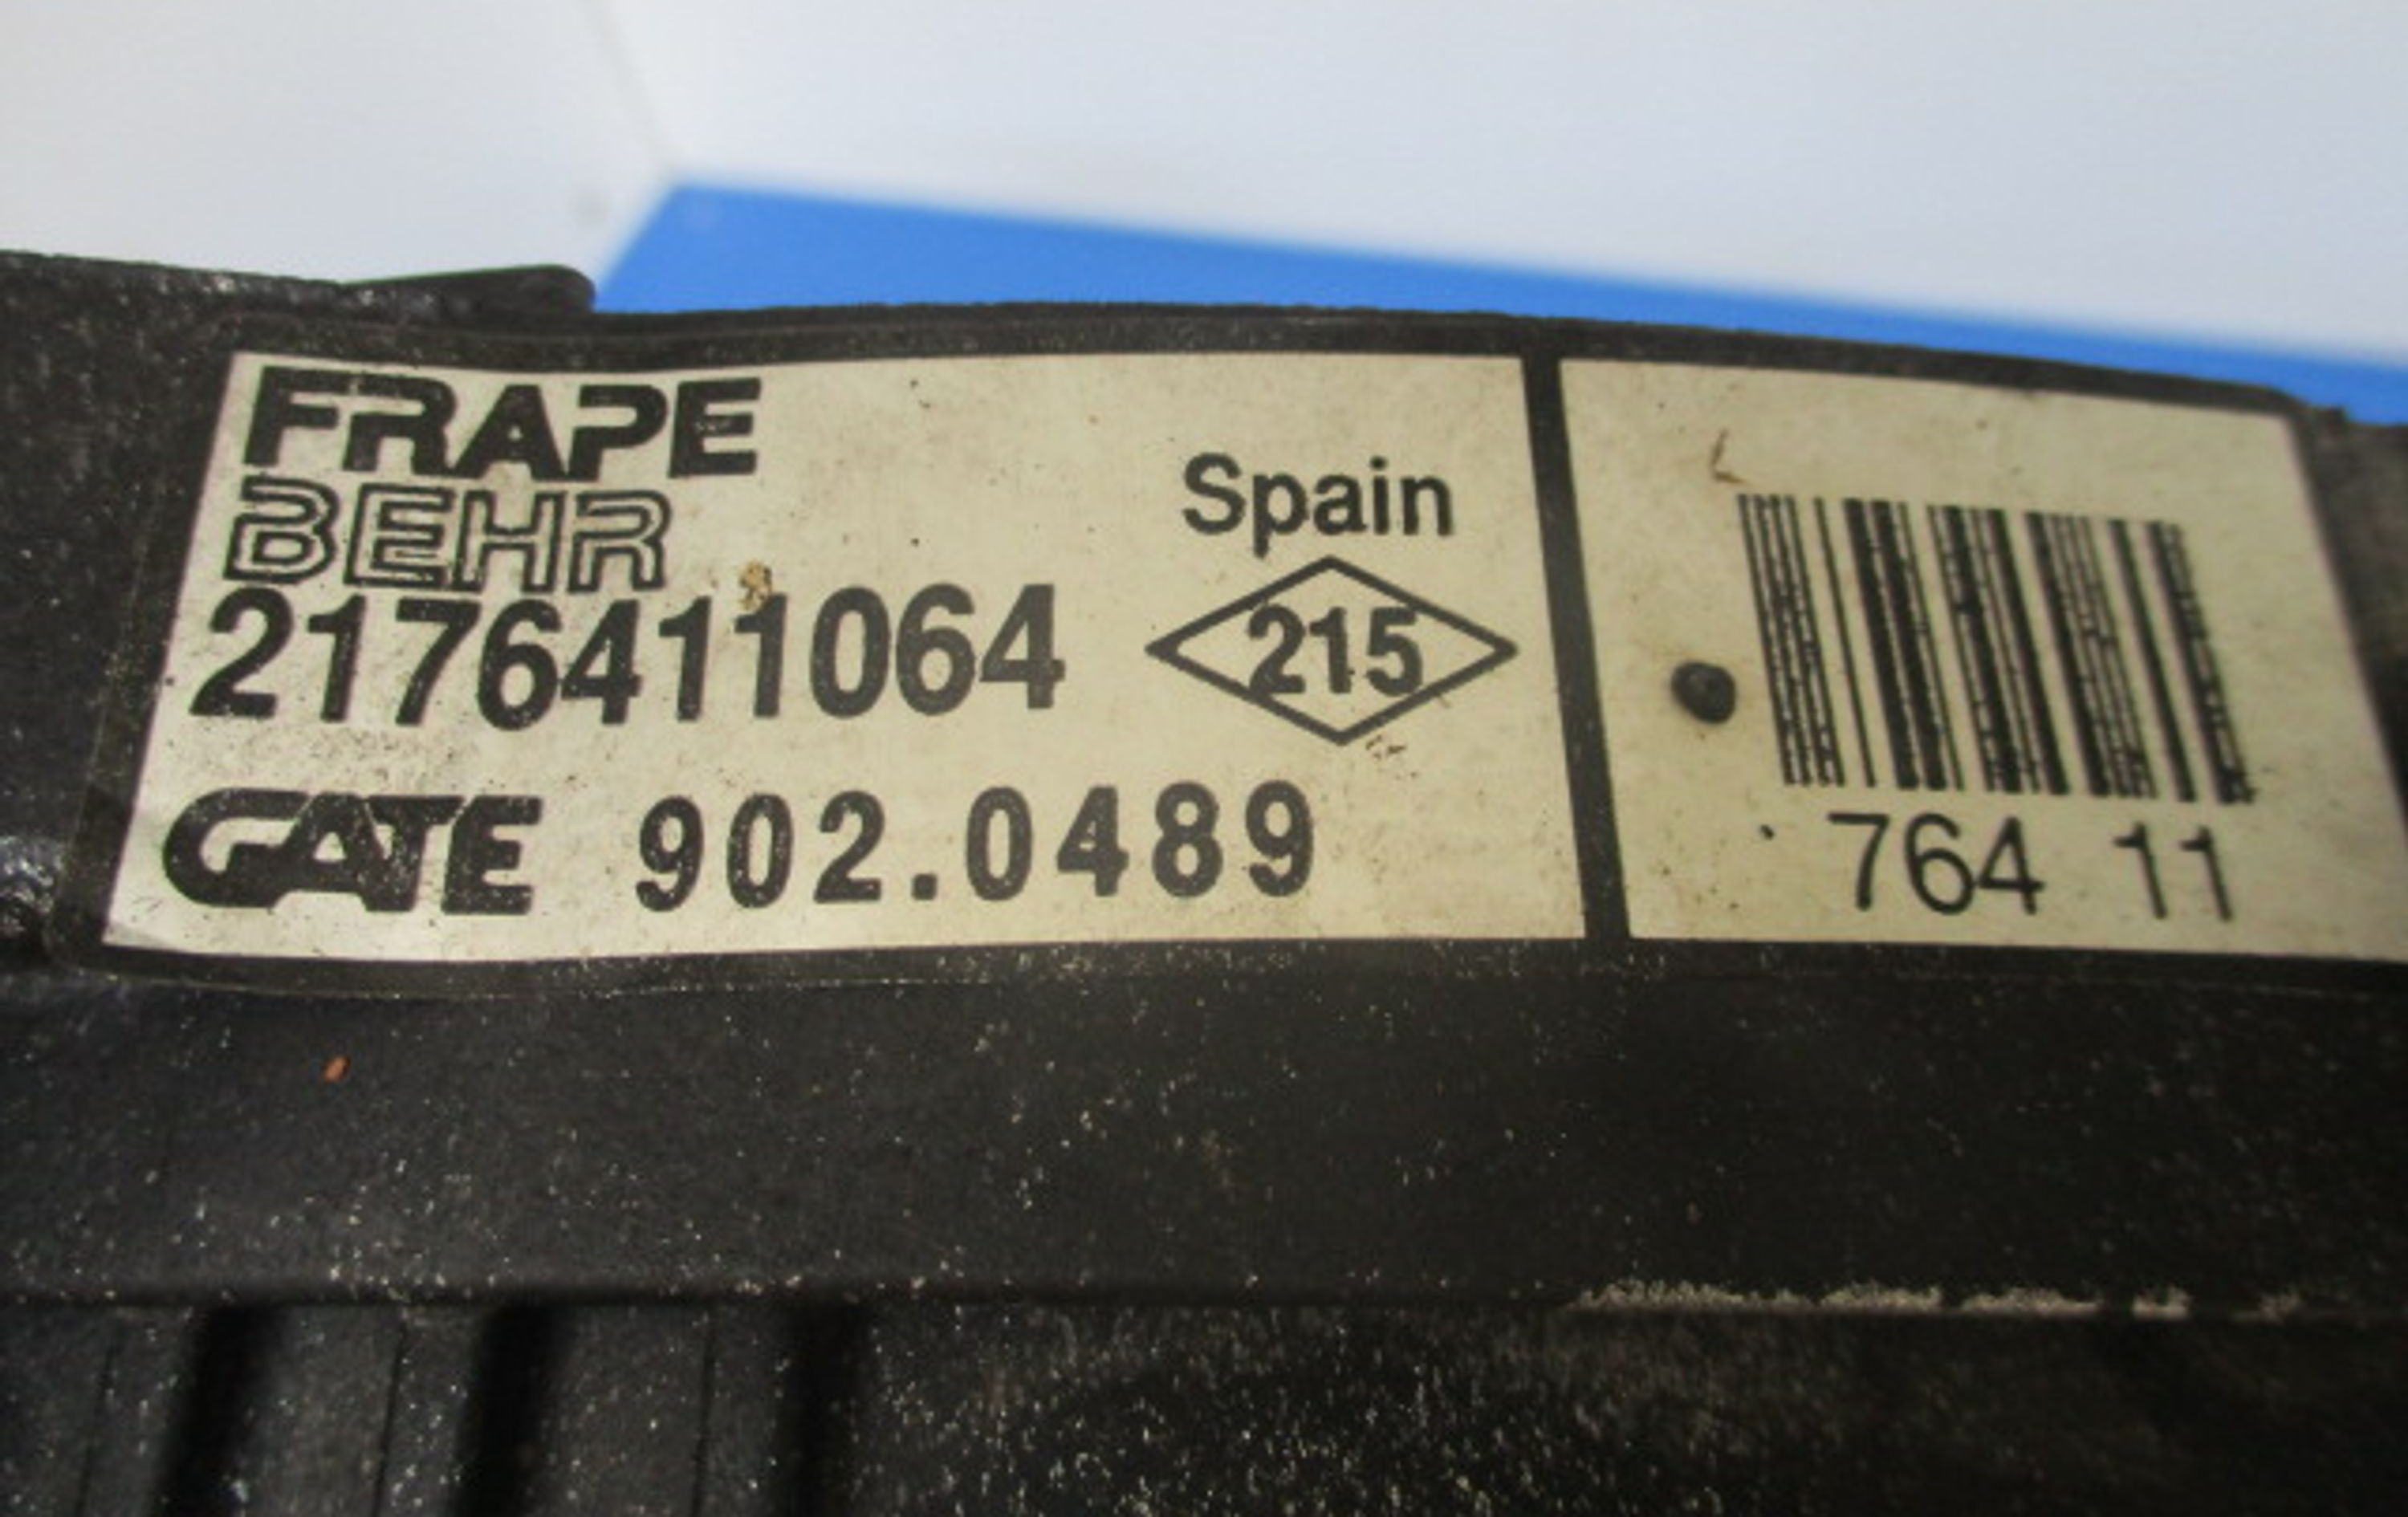 FRAPE
BEHR
2176411064
GATE 902.0489
Spain
215
764 11